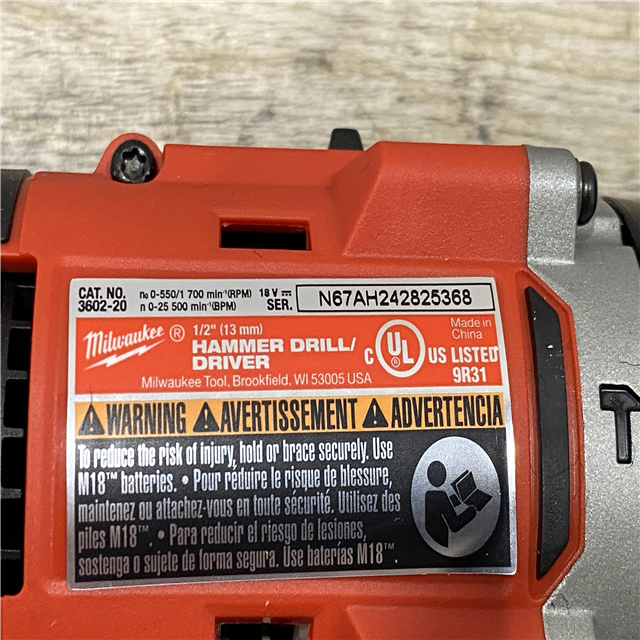 CAT. NO. n₀ 0-550/1 700 min⁻¹(RPM) 18 V ⎓
3602-20 n 0-25 500 min⁻¹(BPM) SER. N67AH242825368
Milwaukee ® 1/2" (13 mm)
HAMMER DRILL/
DRIVER
Milwaukee Tool, Brookfield, WI 53005 USA
Made in
China
C UL US LISTED
9R31
WARNING AVERTISSEMENT ADVERTENCIA
To reduce the risk of injury, hold or brace securely. Use
M18™ batteries. • Pour réduire le risque de blessure,
maintenez ou attachez-vous en toute sécurité. Utilisez des
piles M18™. • Para reducir el riesgo de lesiones,
sostenga o sujete de forma segura. Use baterías M18™.